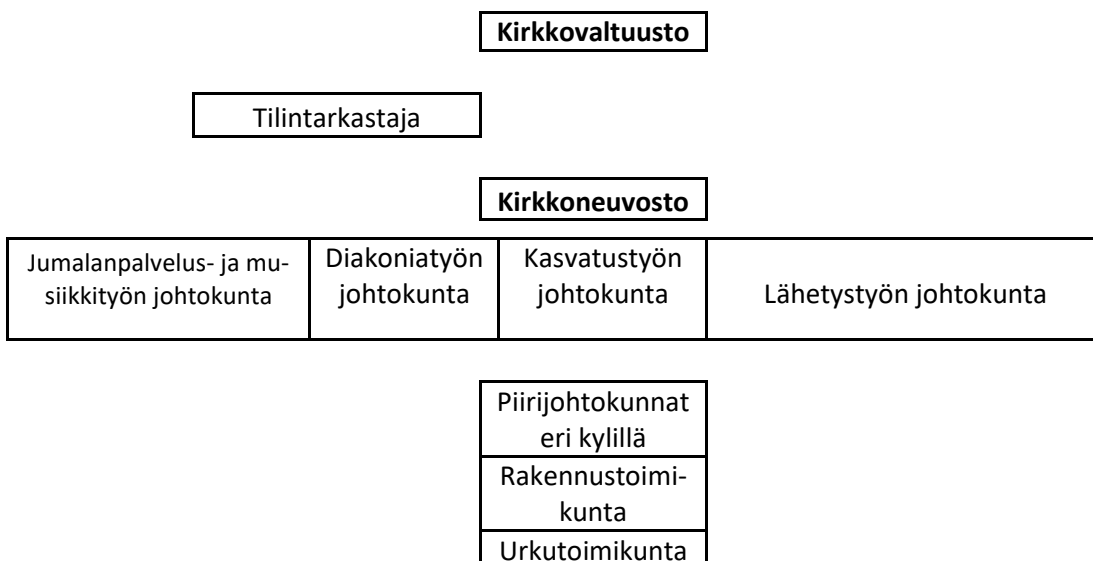 Kirkkovaltuusto
Tilintarkastaja
Kirkkoneuvosto
Jumalanpalvelus- ja mu-
siikkityön johtokunta
Diakoniatyön
johtokunta
Kasvatustyön
johtokunta
Lähetystyön johtokunta
Piirijohtokunnat
eri kylillä
Rakennustoimi-
kunta
Urkutoimikunta